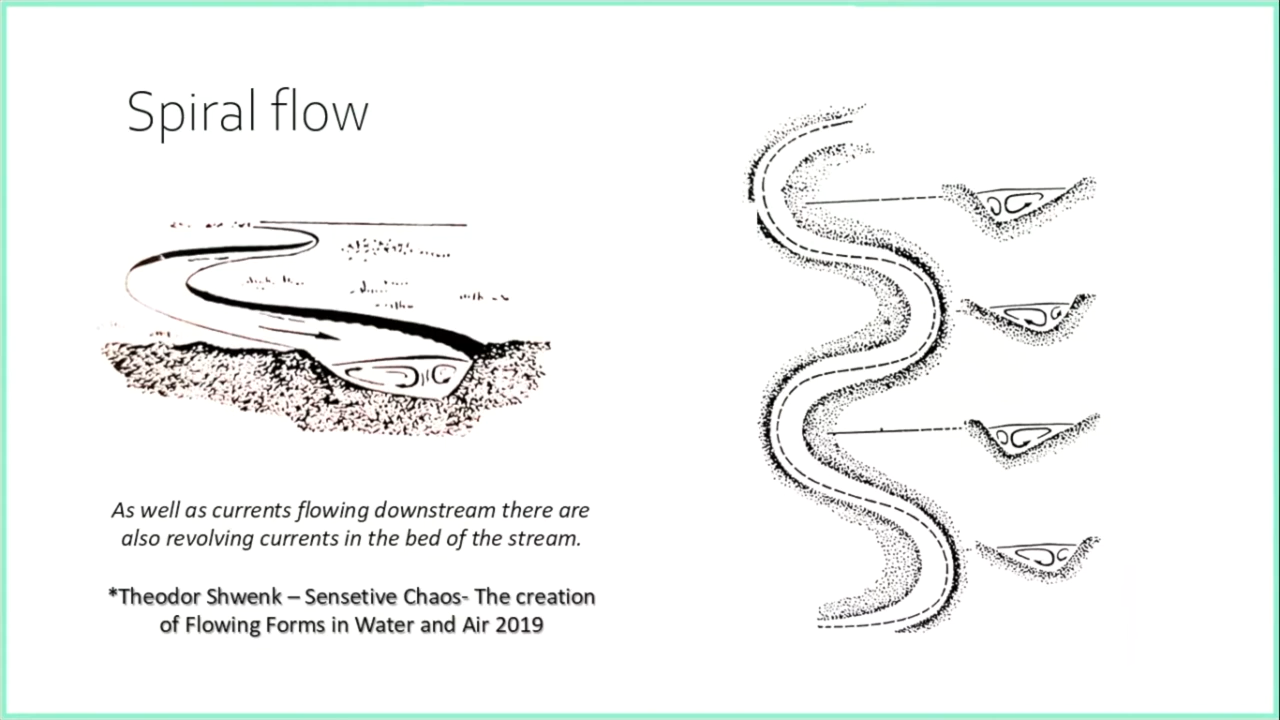 Spiral flow
As well as currents flowing downstream there are
also revolving currents in the bed of the stream.
*Theodor Shwenk – Sensetive Chaos- The creation
of Flowing Forms in Water and Air 2019